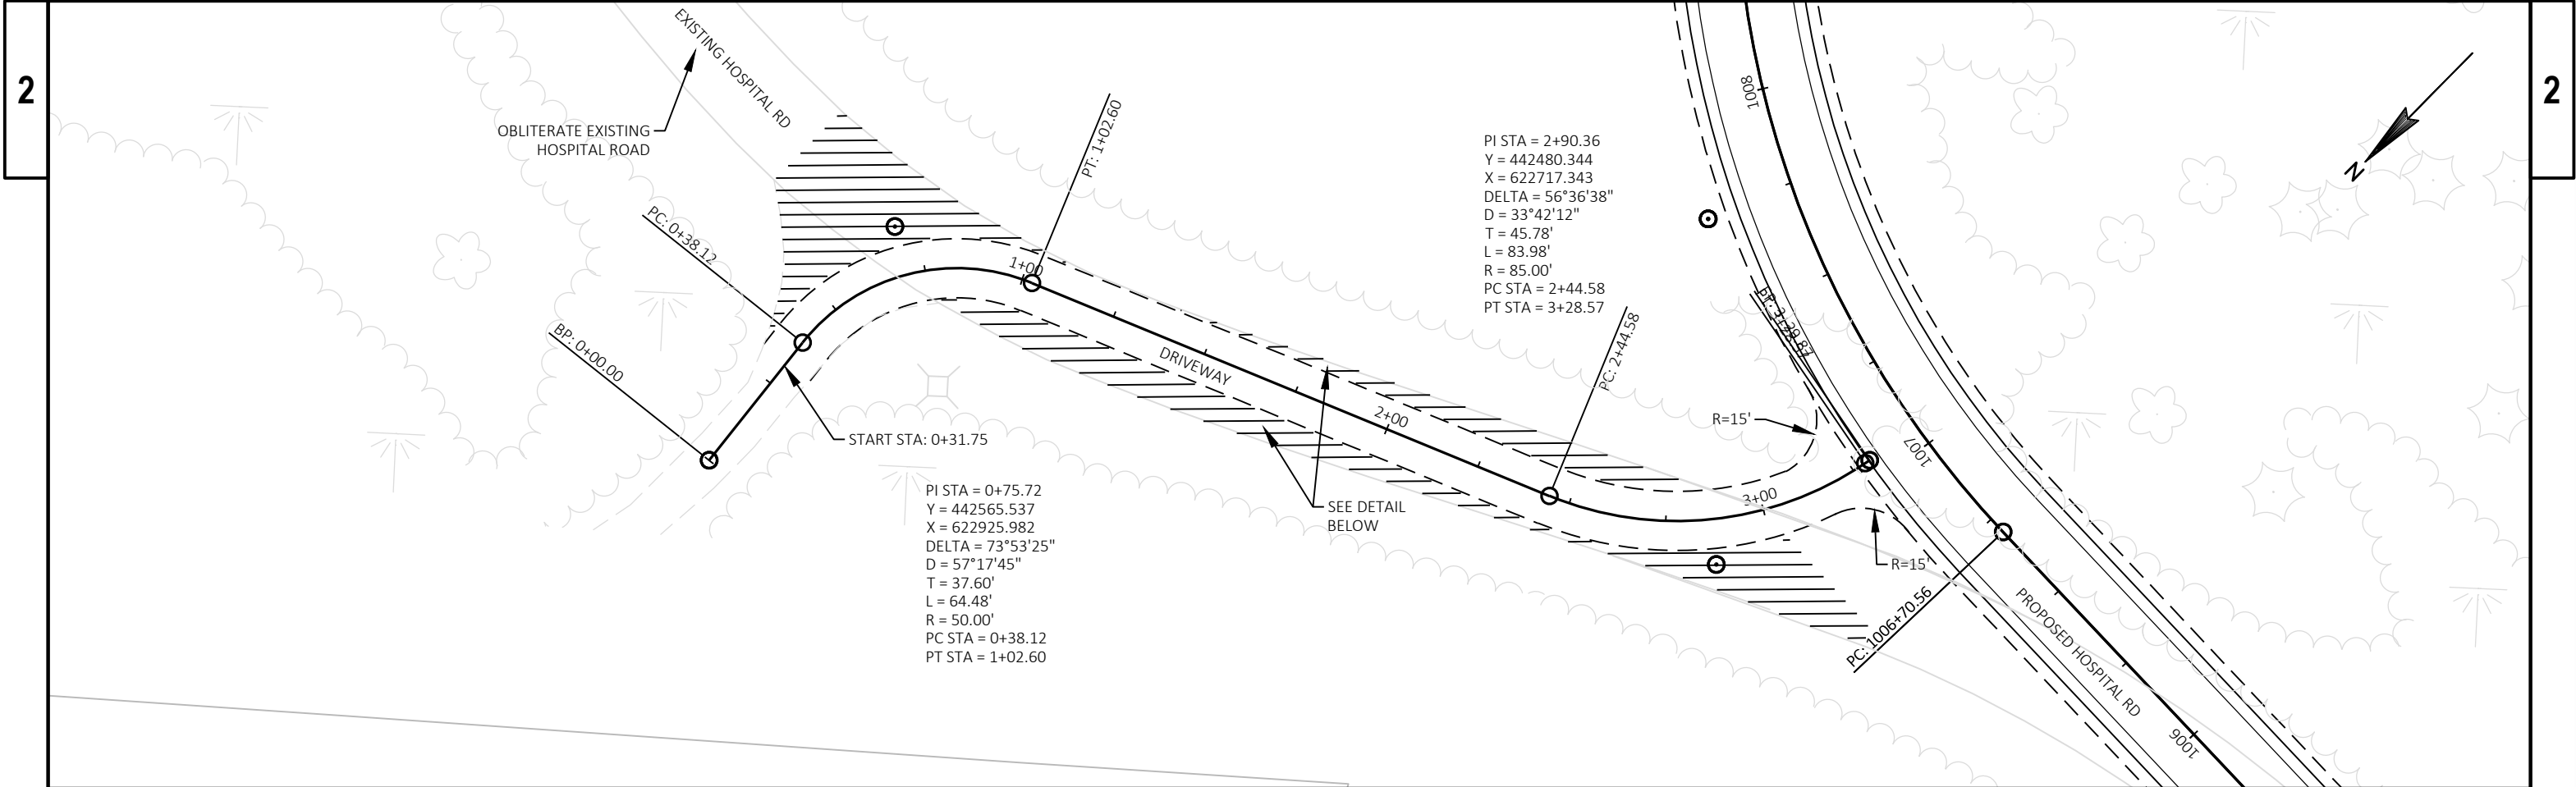 2
2
EXISTING HOSPITAL RD
OBLITERATE EXISTING
HOSPITAL ROAD
PC: 0+38.12
BP: 0+00.00
PT: 1+02.60
1+00
DRIVEWAY
START STA: 0+31.75
PI STA = 0+75.72
Y = 442565.537
X = 622925.982
DELTA = 73°53'25"
D = 57°17'45"
T = 37.60'
L = 64.48'
R = 50.00'
PC STA = 0+38.12
PT STA = 1+02.60
2+00
SEE DETAIL
BELOW
PI STA = 2+90.36
Y = 442480.344
X = 622717.343
DELTA = 56°36'38"
D = 33°42'12"
T = 45.78'
L = 83.98'
R = 85.00'
PC STA = 2+44.58
PT STA = 3+28.57
PC: 2+44.58
R=15'
3+00
R=15'
1008
1007
PC: 1006+70.56
PROPOSED HOSPITAL RD
1006
N